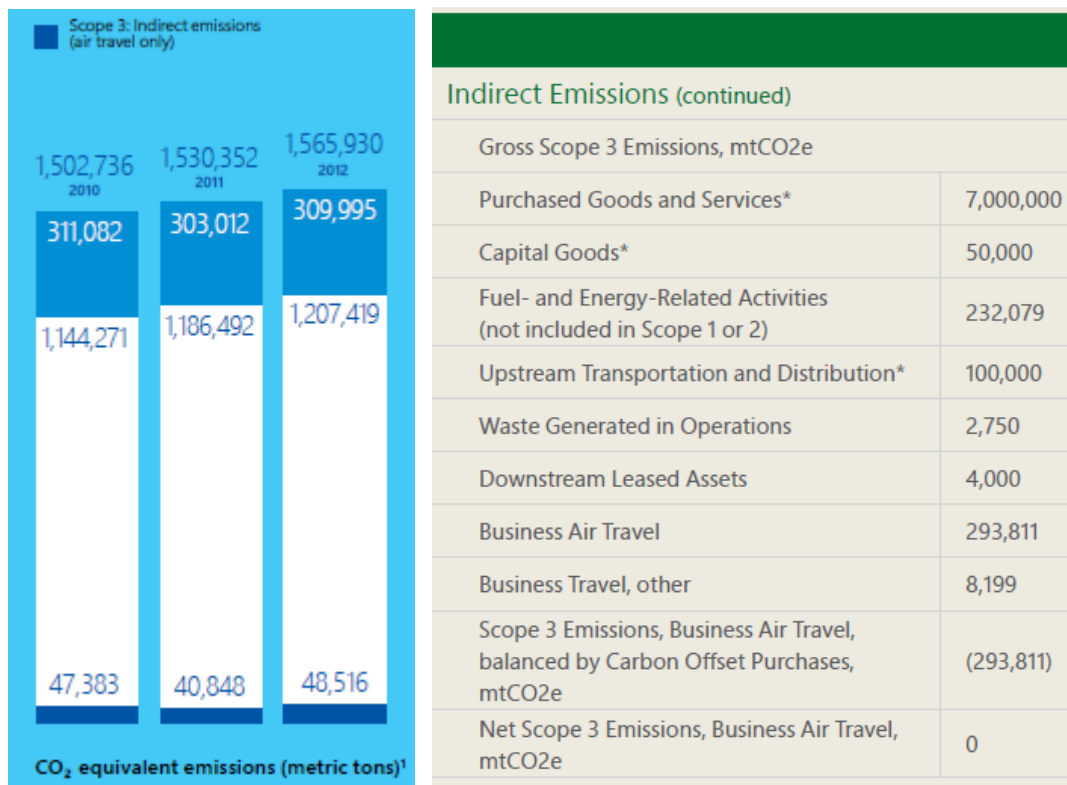 Scope 3: Indirect emissions
(air travel only)
1,502,736
2010
1,530,352
2011
1,565,930
2012
311,082
303,012
309,995
1,144,271
1,186,492
1,207,419
47,383
40,848
48,516
CO₂ equivalent emissions (metric tons)¹
Indirect Emissions (continued)
Gross Scope 3 Emissions, mtCO2e
Purchased Goods and Services* 7,000,000
Capital Goods* 50,000
Fuel- and Energy-Related Activities
(not included in Scope 1 or 2) 232,079
Upstream Transportation and Distribution* 100,000
Waste Generated in Operations 2,750
Downstream Leased Assets 4,000
Business Air Travel 293,811
Business Travel, other 8,199
Scope 3 Emissions, Business Air Travel,
balanced by Carbon Offset Purchases, (293,811)
mtCO2e
Net Scope 3 Emissions, Business Air Travel,
mtCO2e 0